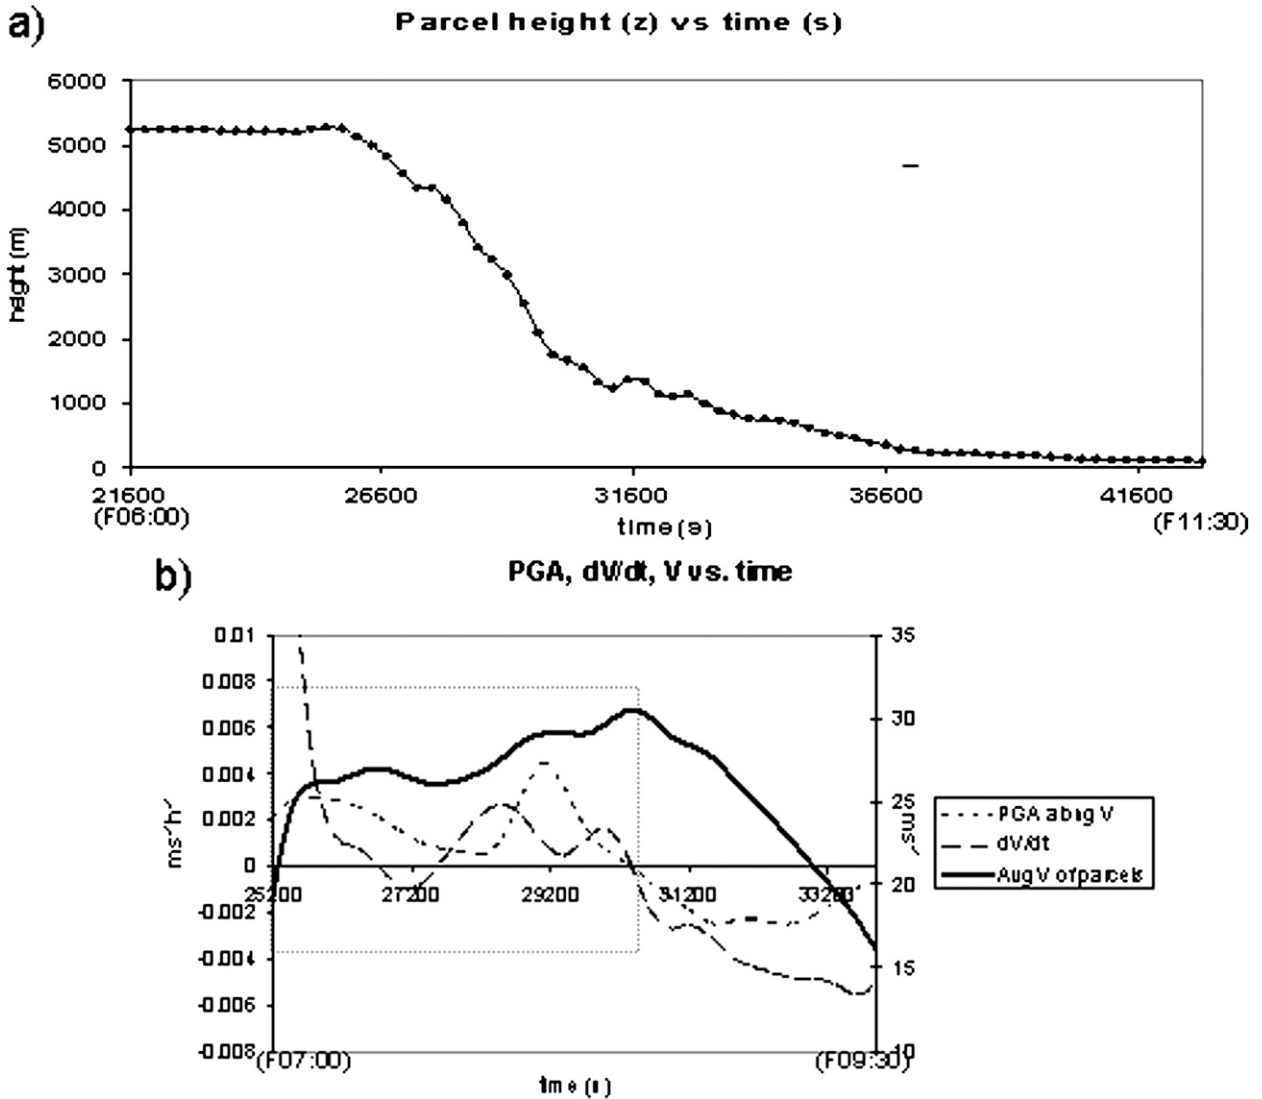 a)
Parcel height (z) vs time (s)
6000
5000
4000
3000
2000
1000
0
height (m)
21600
26600
31600
36600
41600
(F06:00)
(F11:30)
time (s)
b)
PGA, dV/dt, V vs. time
0.01
0.008
0.006
0.004
0.002
0
-0.002
-0.004
-0.006
-0.008
35
30
25
20
15
10
25200
27200
29200
31200
33200
PGA along V
dV/dt
Aug V of parcels
(F07:00)
(F09:30)
time (s)